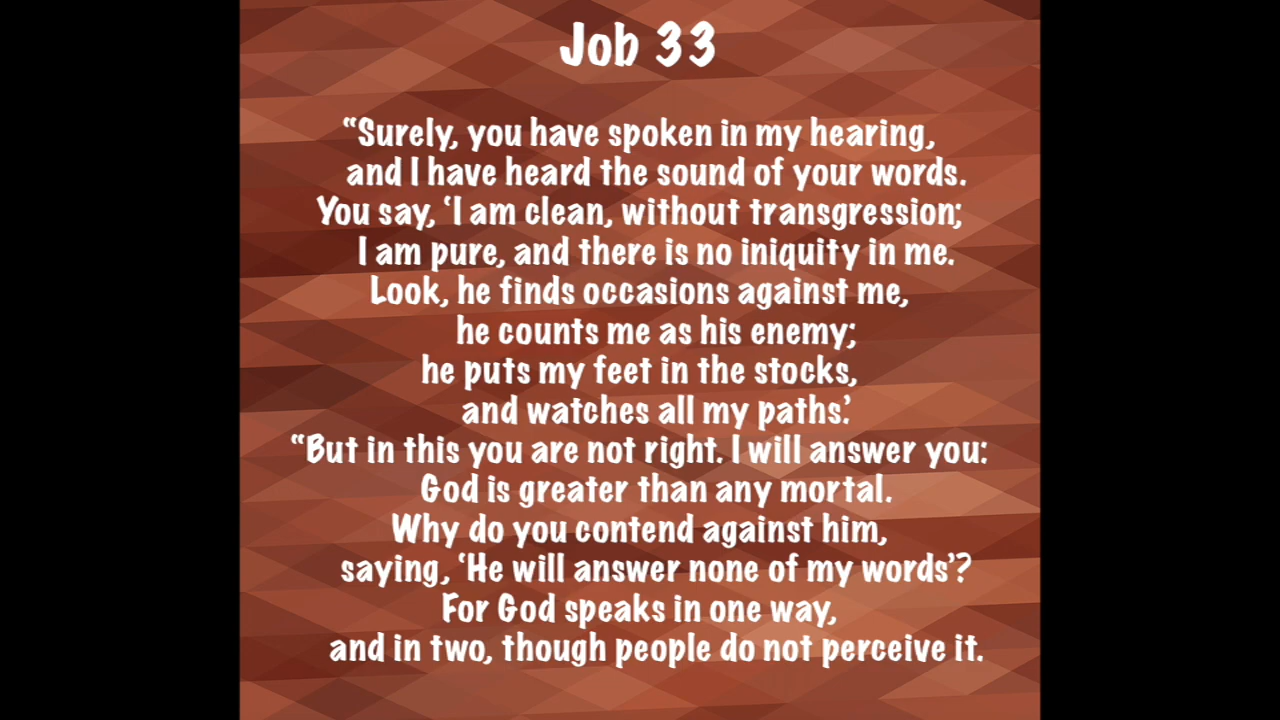 Job 33
“Surely, you have spoken in my hearing,
and I have heard the sound of your words.
You say, ‘I am clean, without transgression;
I am pure, and there is no iniquity in me.
Look, he finds occasions against me,
he counts me as his enemy;
he puts my feet in the stocks,
and watches all my paths.’
“But in this you are not right. I will answer you:
God is greater than any mortal.
Why do you contend against him,
saying, ‘He will answer none of my words’?
For God speaks in one way,
and in two, though people do not perceive it.